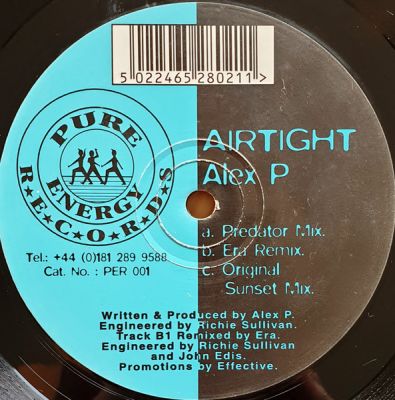 5 022465 280211 >
PURE
ENERGY
R•E•C•O•R•D•S
AIRTIGHT
Alex P
a. Predator Mix.
b. Era Remix.
c. Original
Sunset Mix.
Tel.: +44 (0)181 289 9588
Cat. No. : PER 001
Written & Produced by Alex P.
Engineered by Richie Sullivan.
Track B1 Remixed by Era.
Engineered by Richie Sullivan
and John Edis.
Promotions by Effective.